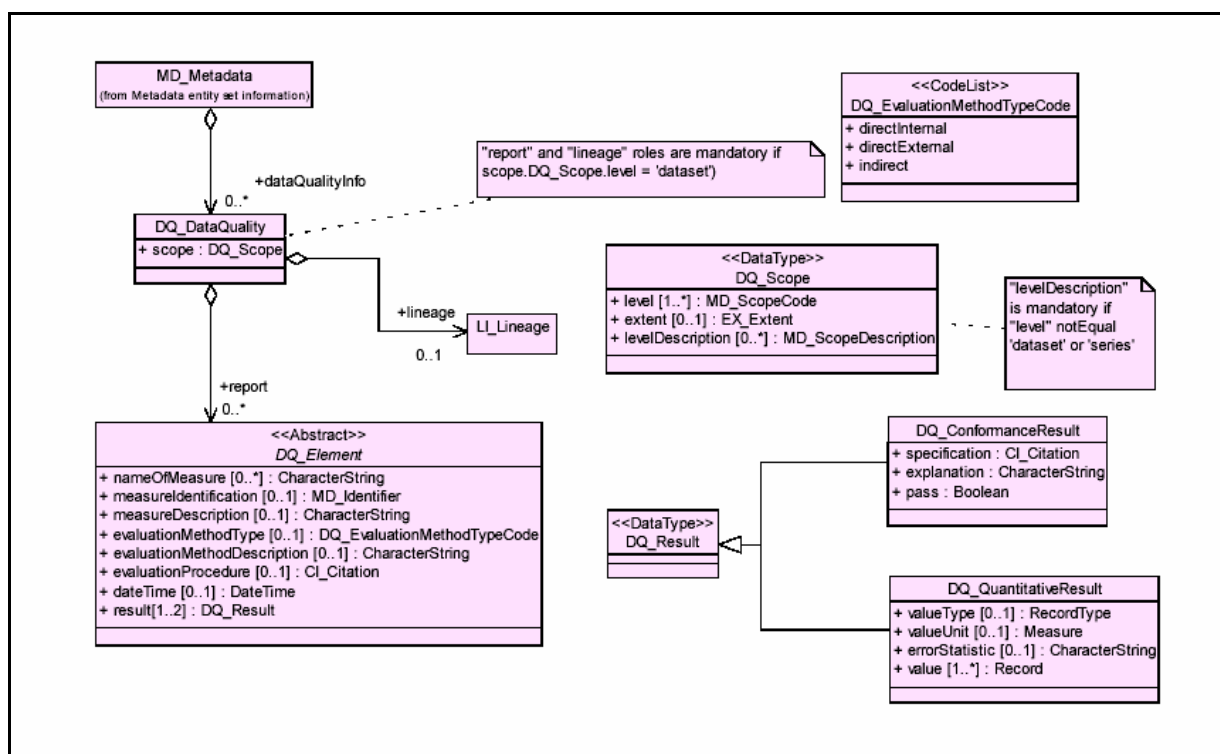 MD_Metadata
(from Metadata entity set information)
+dataQualityInfo
0..*
DQ_DataQuality
+ scope : DQ_Scope
"report" and "lineage" roles are mandatory if
scope.DQ_Scope.level = 'dataset')
<<CodeList>>
DQ_EvaluationMethodTypeCode
+ directInternal
+ directExternal
+ indirect
+lineage
0..1
LI_Lineage
<<DataType>>
DQ_Scope
+ level [1..*] : MD_ScopeCode
+ extent [0..1] : EX_Extent
+ levelDescription [0..*] : MD_ScopeDescription
"levelDescription"
is mandatory if
"level" notEqual
'dataset' or 'series'
+report
0..*
<<Abstract>>
DQ_Element
+ nameOfMeasure [0..*] : CharacterString
+ measureIdentification [0..1] : MD_Identifier
+ measureDescription [0..1] : CharacterString
+ evaluationMethodType [0..1] : DQ_EvaluationMethodTypeCode
+ evaluationMethodDescription [0..1] : CharacterString
+ evaluationProcedure [0..1] : CI_Citation
+ dateTime [0..1] : DateTime
+ result[1..2] : DQ_Result
<<DataType>>
DQ_Result
DQ_ConformanceResult
+ specification : CI_Citation
+ explanation : CharacterString
+ pass : Boolean
DQ_QuantitativeResult
+ valueType [0..1] : RecordType
+ valueUnit [0..1] : Measure
+ errorStatistic [0..1] : CharacterString
+ value [1..*] : Record